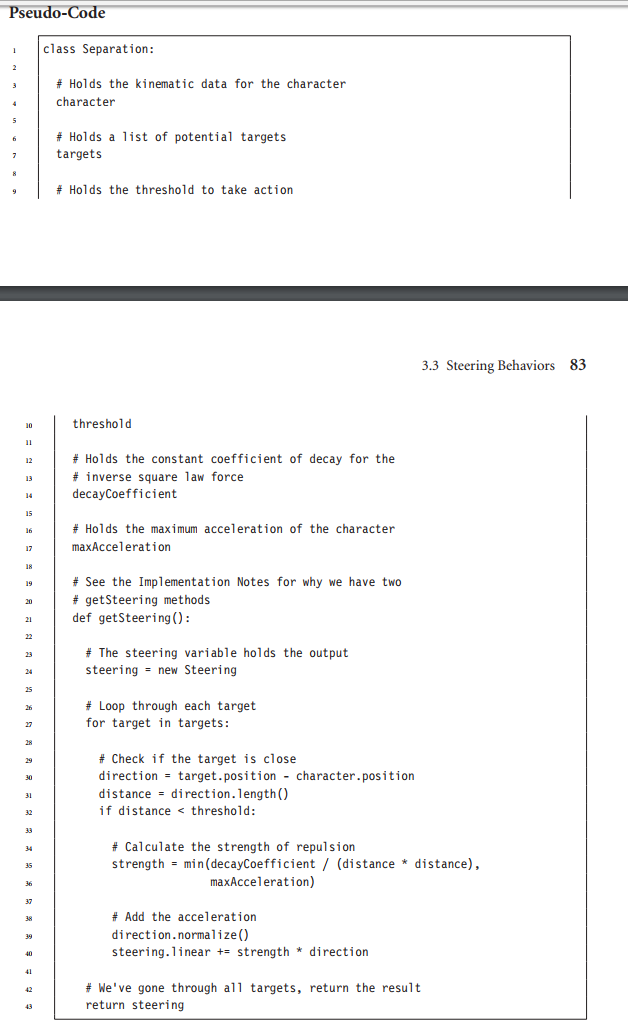 Pseudo-Code
1 class Separation:
2
3 # Holds the kinematic data for the character
4 character
5
6 # Holds a list of potential targets
7 targets
8
9 # Holds the threshold to take action
3.3 Steering Behaviors 83
10 threshold
11
12 # Holds the constant coefficient of decay for the
13 # inverse square law force
14 decayCoefficient
15
16 # Holds the maximum acceleration of the character
17 maxAcceleration
18
19 # See the Implementation Notes for why we have two
20 # getSteering methods
21 def getSteering():
22
23 # The steering variable holds the output
24 steering = new Steering
25
26 # Loop through each target
27 for target in targets:
28
29 # Check if the target is close
30 direction = target.position - character.position
31 distance = direction.length()
32 if distance < threshold:
33
34 # Calculate the strength of repulsion
35 strength = min(decayCoefficient / (distance * distance),
36 maxAcceleration)
37
38 # Add the acceleration
39 direction.normalize()
40 steering.linear += strength * direction
41
42 # We've gone through all targets, return the result
43 return steering